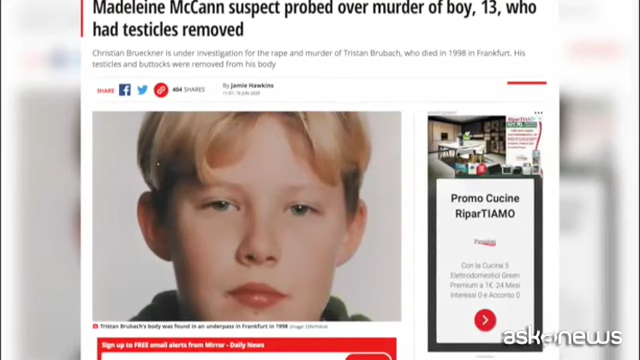 Madeleine McCann suspect probed over murder of boy, 13, who
had testicles removed
Christian Brueckner is under investigation for the rape and murder of Tristan Brubach, who died in 1998 in Frankfurt. His
testicles and buttocks were removed from his body
SHARE
404 SHARES
By Jamie Hawkins
Promo Cucine
RiparTIAMO
Con la Cucina 5
Elettrodomestici Green
Premium a 1€, 24 Mesi
Interessi 0 e Acconto 0
Tristan Brubach's body was found in an underpass in Frankfurt in 1998
Sign up to FREE email alerts from Mirror - Daily News
askanews